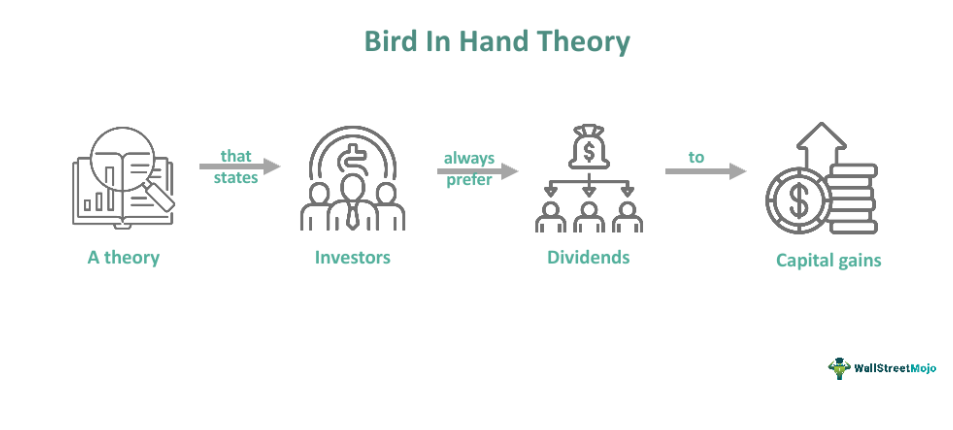 Bird In Hand Theory
that
states
always
prefer
to
$
$
A theory
Investors
Dividends
Capital gains
WallStreetMojo